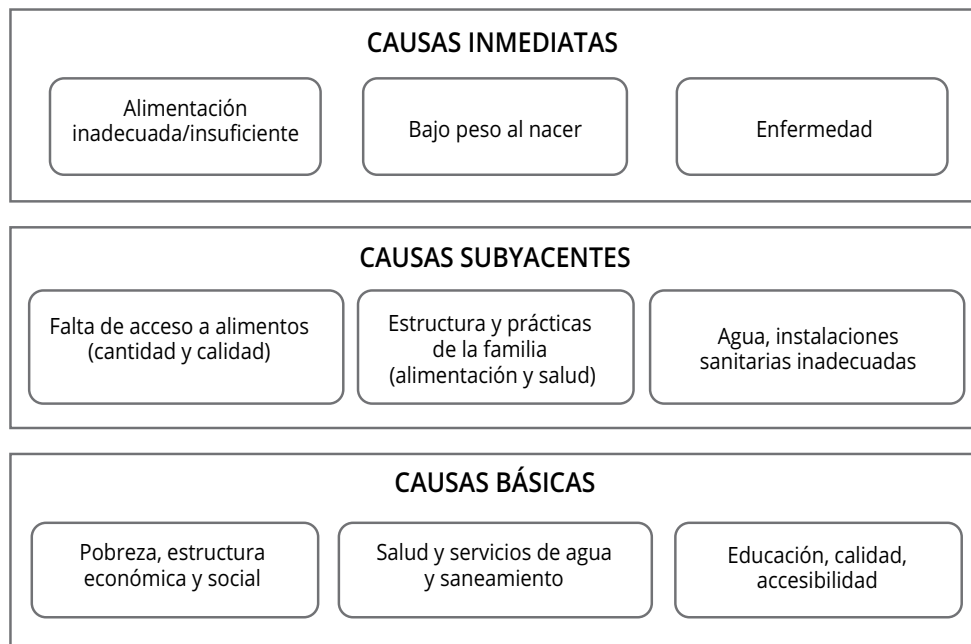 CAUSAS INMEDIATAS
Alimentación
inadecuada/insuficiente
Bajo peso al nacer
Enfermedad
CAUSAS SUBYACENTES
Falta de acceso a alimentos
(cantidad y calidad)
Estructura y prácticas
de la familia
(alimentación y salud)
Agua, instalaciones
sanitarias inadecuadas
CAUSAS BÁSICAS
Pobreza, estructura
económica y social
Salud y servicios de agua
y saneamiento
Educación, calidad,
accesibilidad